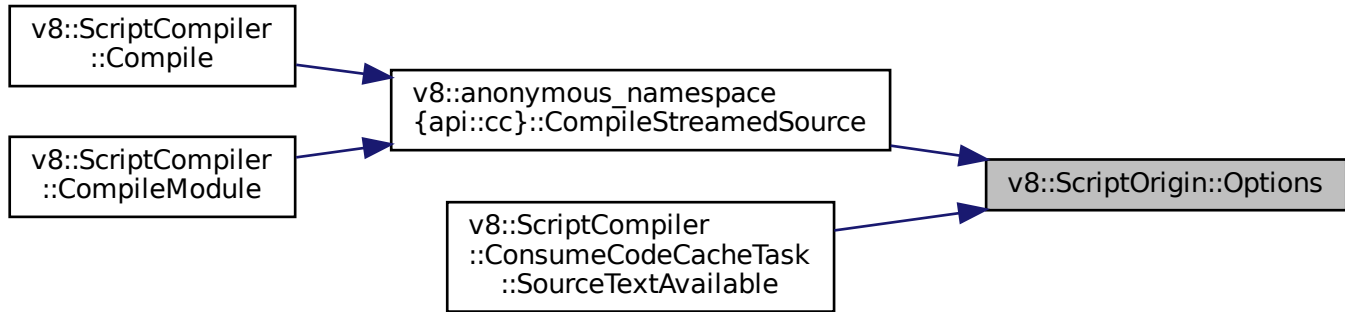 v8::ScriptCompiler
::Compile
v8::ScriptCompiler
::CompileModule
v8::anonymous_namespace
{api::cc}::CompileStreamedSource
v8::ScriptCompiler
::ConsumeCodeCacheTask
::SourceTextAvailable
v8::ScriptOrigin::Options